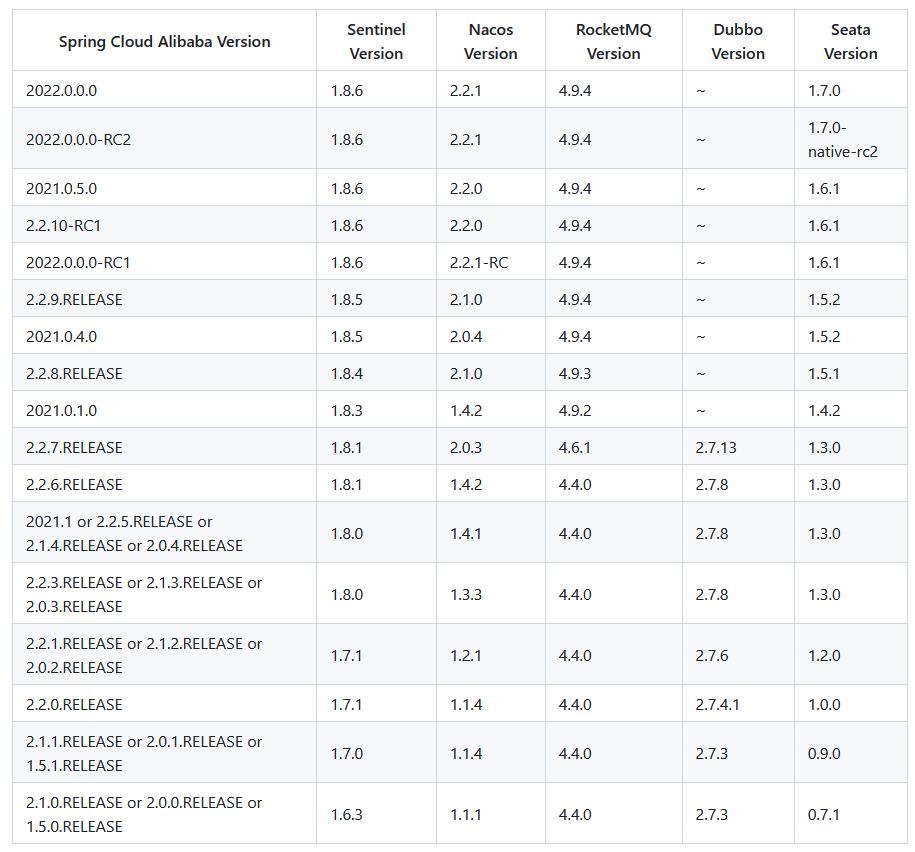 Spring Cloud Alibaba Version Sentinel Version Nacos Version RocketMQ Version Dubbo Version Seata Version
2022.0.0.0 1.8.6 2.2.1 4.9.4 ~ 1.7.0
2022.0.0.0-RC2 1.8.6 2.2.1 4.9.4 ~ 1.7.0-native-rc2
2021.0.5.0 1.8.6 2.2.0 4.9.4 ~ 1.6.1
2.2.10-RC1 1.8.6 2.2.0 4.9.4 ~ 1.6.1
2022.0.0.0-RC1 1.8.6 2.2.1-RC 4.9.4 ~ 1.6.1
2.2.9.RELEASE 1.8.5 2.1.0 4.9.4 ~ 1.5.2
2021.0.4.0 1.8.5 2.0.4 4.9.4 ~ 1.5.2
2.2.8.RELEASE 1.8.4 2.1.0 4.9.3 ~ 1.5.1
2021.0.1.0 1.8.3 1.4.2 4.9.2 ~ 1.4.2
2.2.7.RELEASE 1.8.1 2.0.3 4.6.1 2.7.13 1.3.0
2.2.6.RELEASE 1.8.1 1.4.2 4.4.0 2.7.8 1.3.0
2021.1 or 2.2.5.RELEASE or 2.1.4.RELEASE or 2.0.4.RELEASE 1.8.0 1.4.1 4.4.0 2.7.8 1.3.0
2.2.3.RELEASE or 2.1.3.RELEASE or 2.0.3.RELEASE 1.8.0 1.3.3 4.4.0 2.7.8 1.3.0
2.2.1.RELEASE or 2.1.2.RELEASE or 2.0.2.RELEASE 1.7.1 1.2.1 4.4.0 2.7.6 1.2.0
2.2.0.RELEASE 1.7.1 1.1.4 4.4.0 2.7.4.1 1.0.0
2.1.1.RELEASE or 2.0.1.RELEASE or 1.5.1.RELEASE 1.7.0 1.1.4 4.4.0 2.7.3 0.9.0
2.1.0.RELEASE or 2.0.0.RELEASE or 1.5.0.RELEASE 1.6.3 1.1.1 4.4.0 2.7.3 0.7.1